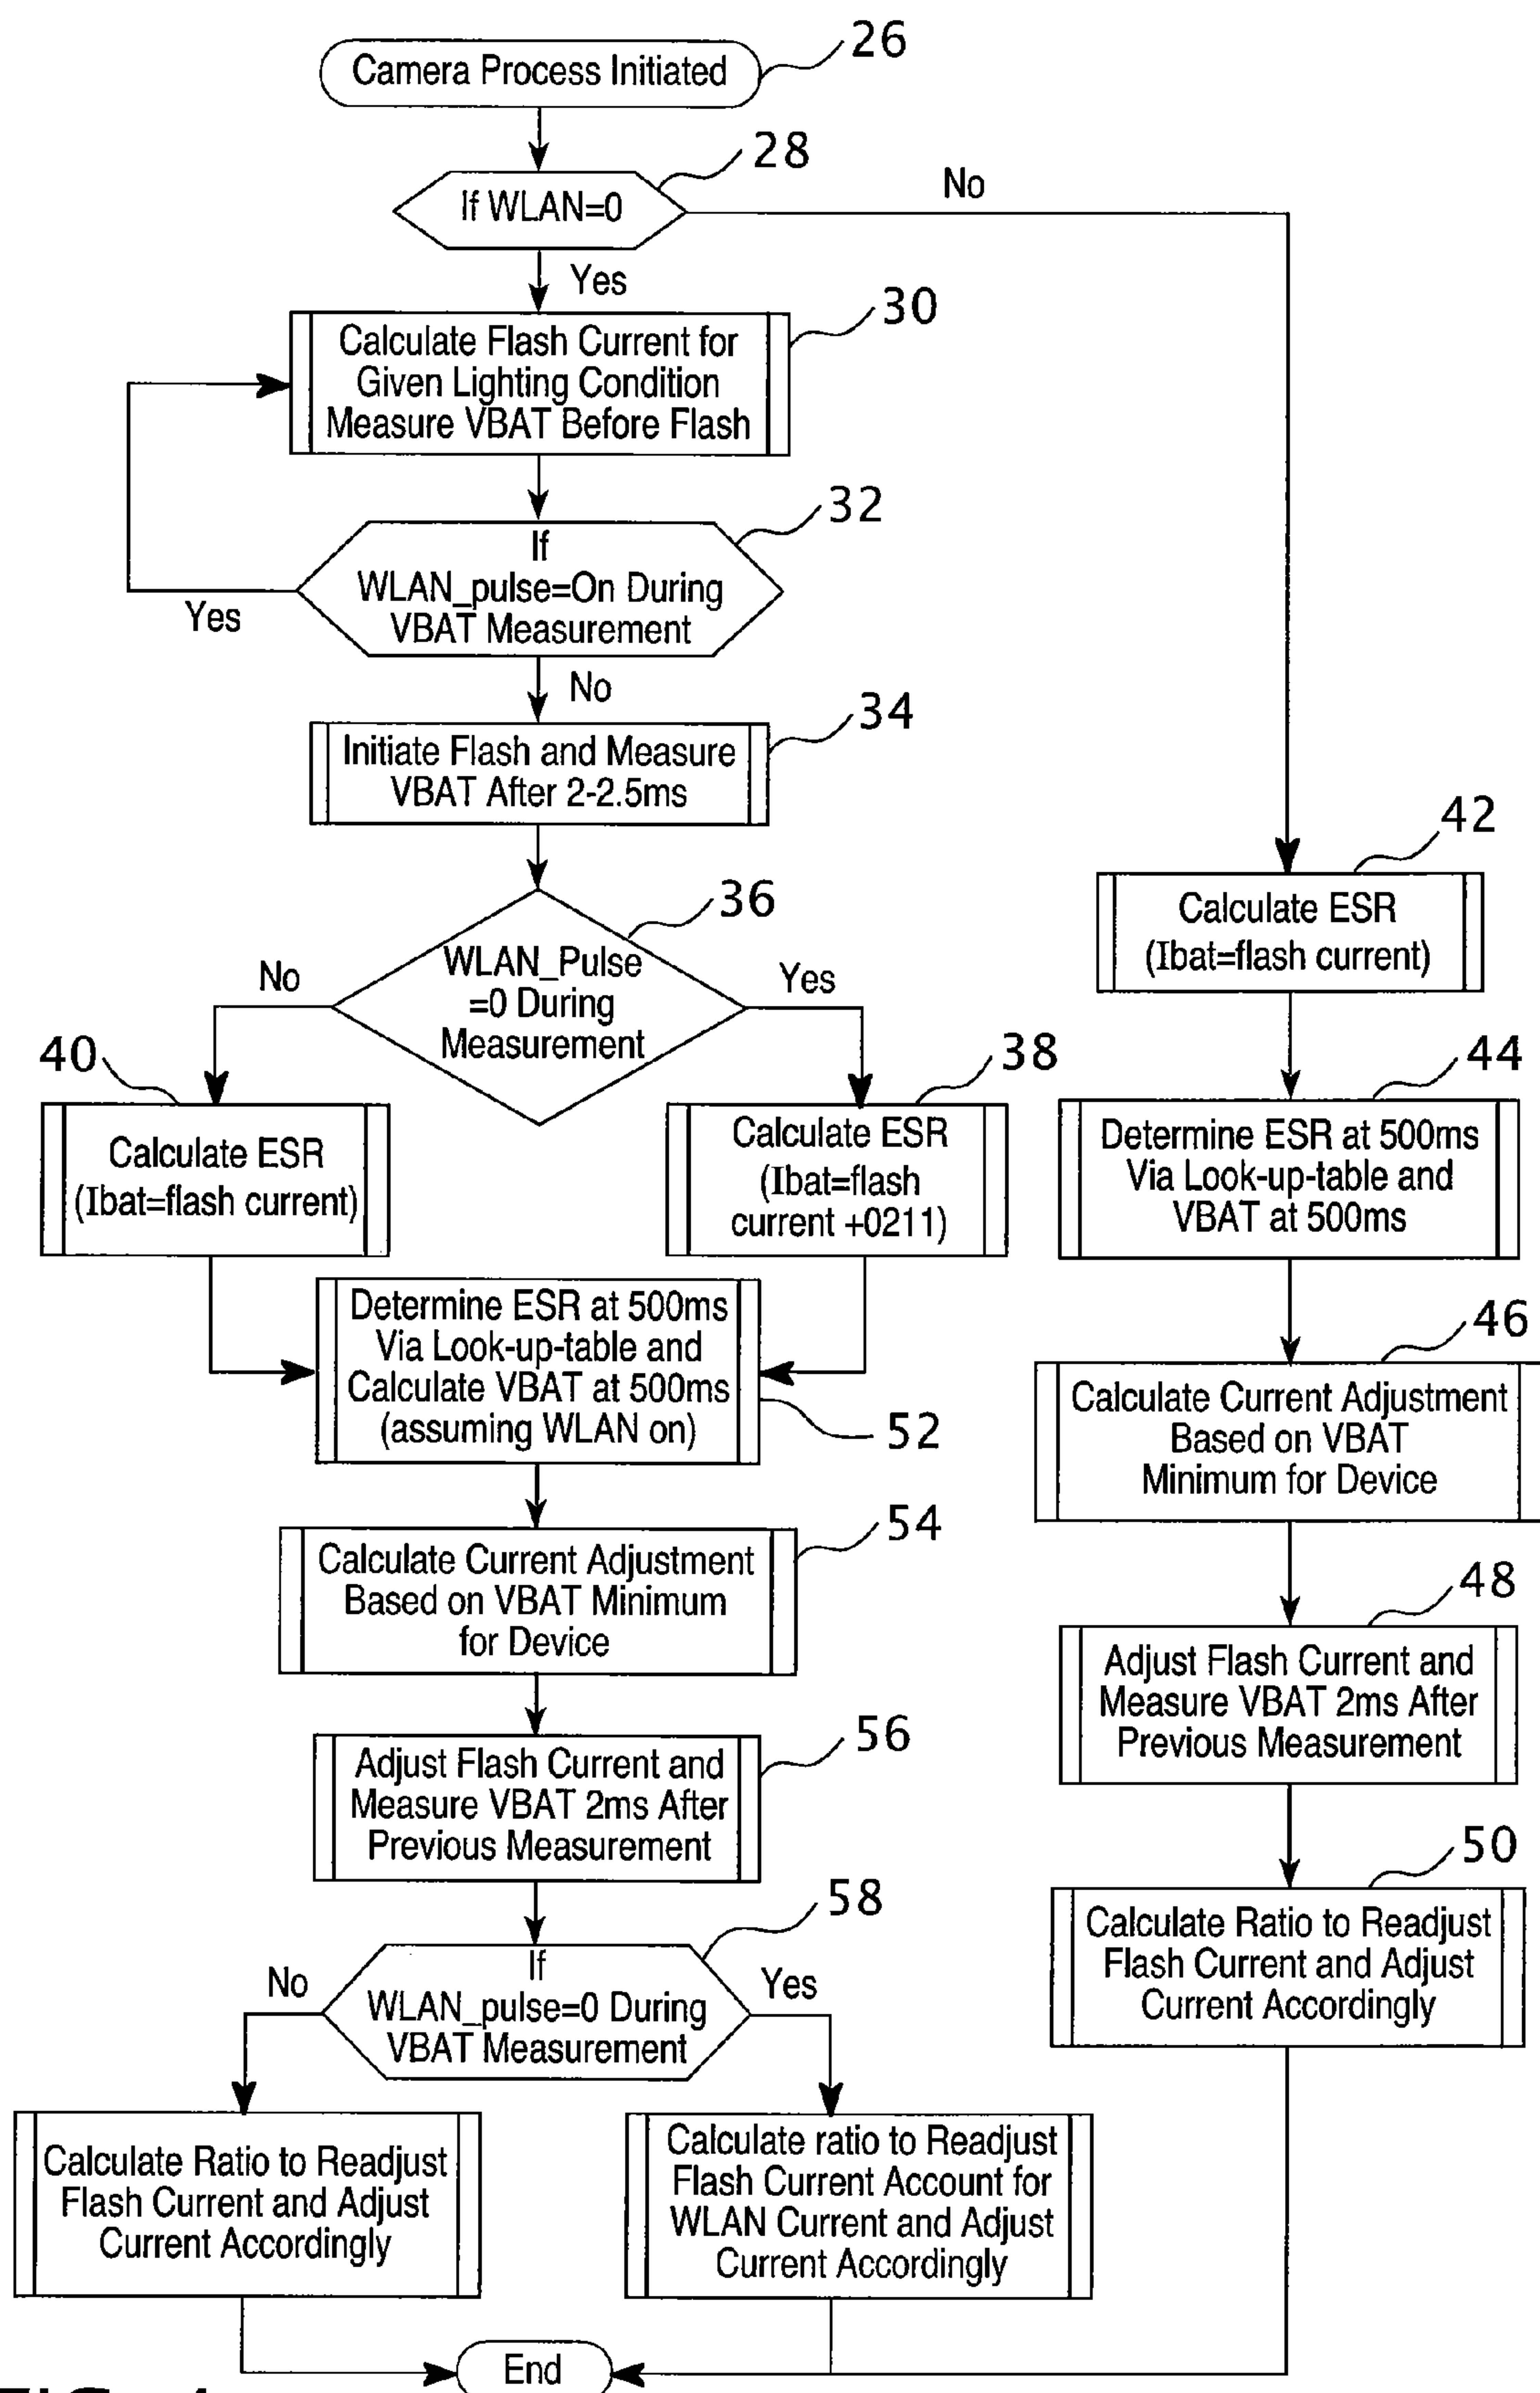 26
Camera Process Initiated
28
If WLAN=0
No
Yes
30
Calculate Flash Current for
Given Lighting Condition
Measure VBAT Before Flash
32
If
WLAN_pulse=On During
VBAT Measurement
Yes
No
34
Initiate Flash and Measure
VBAT After 2-2.5ms
36
WLAN_Pulse
=0 During
Measurement
No
Yes
40
Calculate ESR
(Ibat=flash current)
38
Calculate ESR
(Ibat=flash
current +0211)
42
Calculate ESR
(Ibat=flash current)
44
Determine ESR at 500ms
Via Look-up-table and
VBAT at 500ms
46
Calculate Current Adjustment
Based on VBAT
Minimum for Device
48
Adjust Flash Current and
Measure VBAT 2ms After
Previous Measurement
50
Calculate Ratio to Readjust
Flash Current and Adjust
Current Accordingly
Determine ESR at 500ms
Via Look-up-table and
Calculate VBAT at 500ms
(assuming WLAN on)
52
54
Calculate Current Adjustment
Based on VBAT Minimum
for Device
56
Adjust Flash Current and
Measure VBAT 2ms After
Previous Measurement
58
If
WLAN_pulse=0 During
VBAT Measurement
No
Yes
Calculate Ratio to Readjust
Flash Current and Adjust
Current Accordingly
Calculate ratio to Readjust
Flash Current Account for
WLAN Current and Adjust
Current Accordingly
End